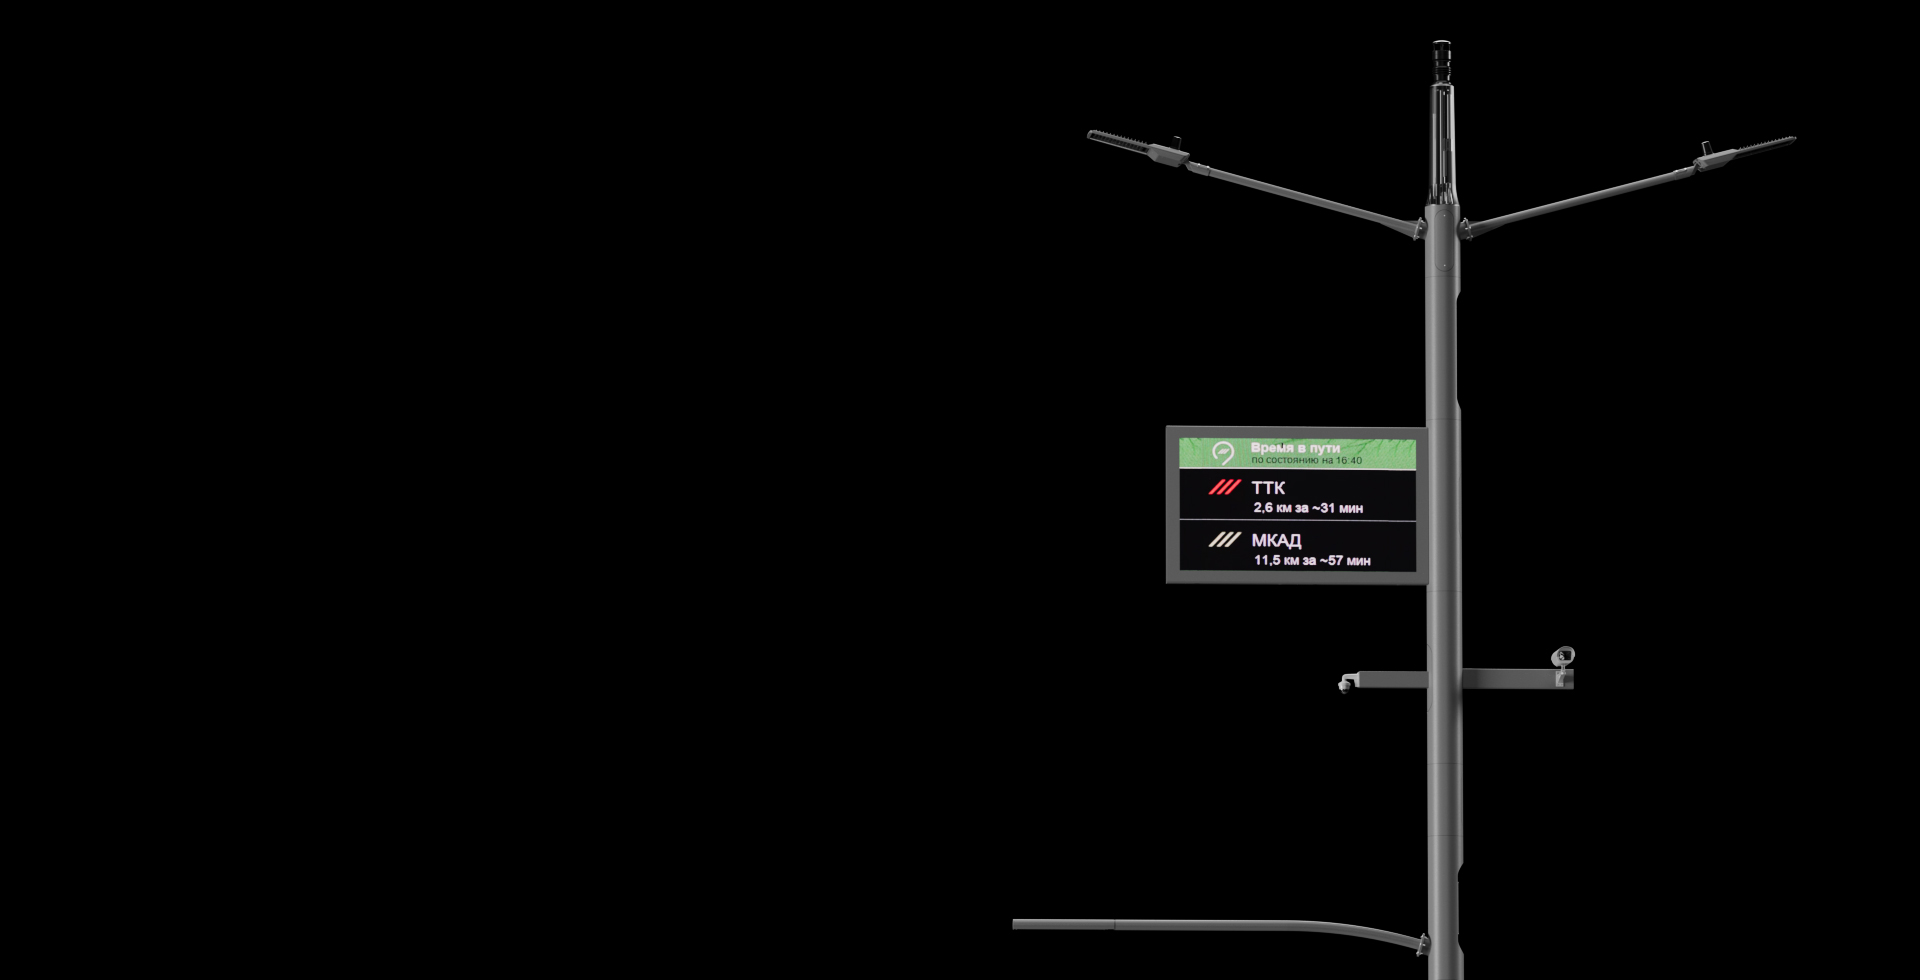 Время в пути
по состоянию на 16:40
ТТК
2,6 км за ~31 мин
МКАД
11,5 км за ~57 мин